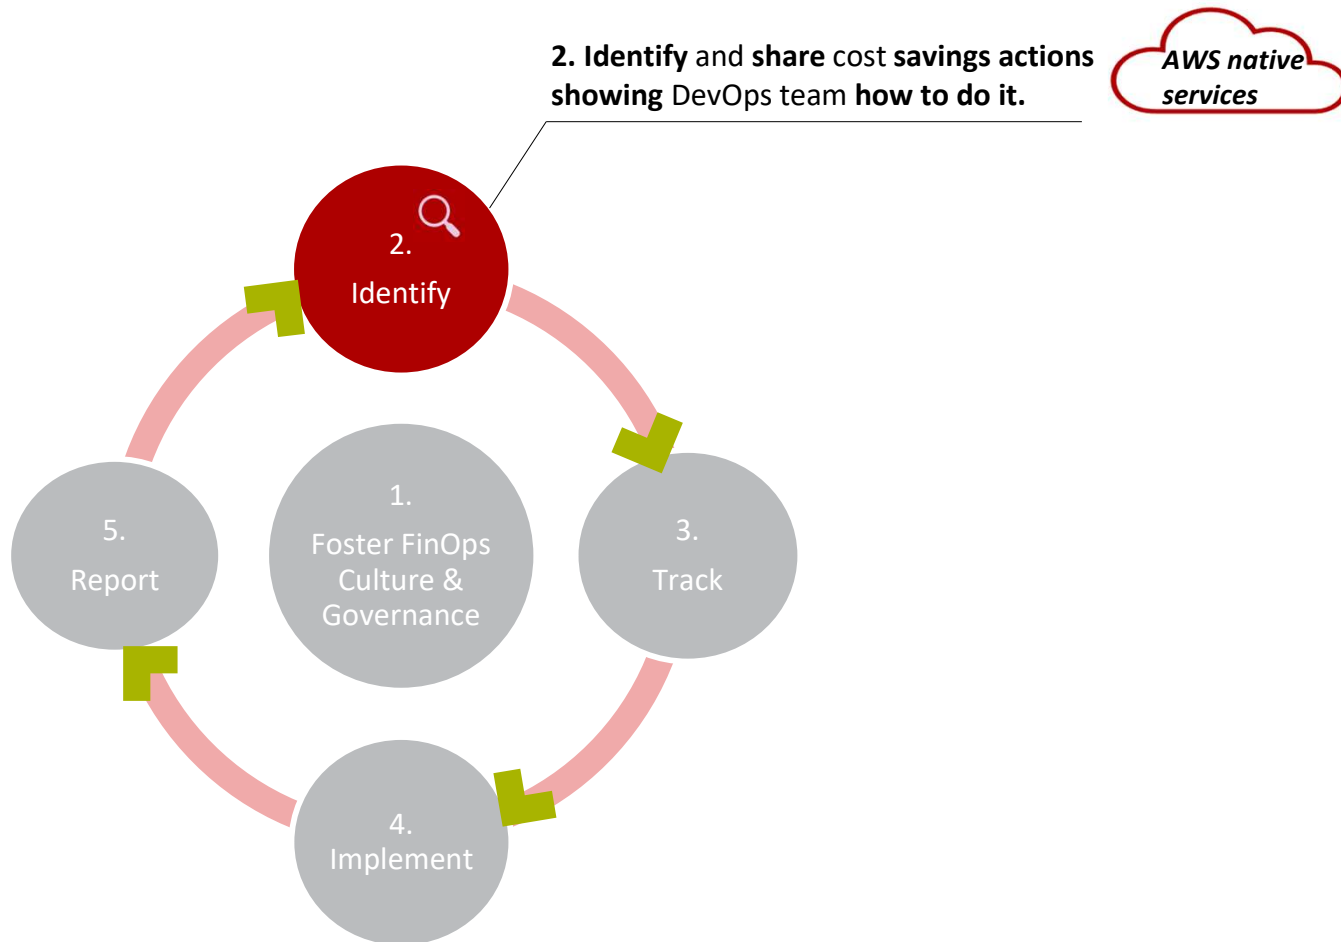 2. Identify and share cost savings actions
showing DevOps team how to do it.
AWS native
services
2.
Identify
1.
Foster FinOps
Culture &
Governance
3.
Track
4.
Implement
5.
Report